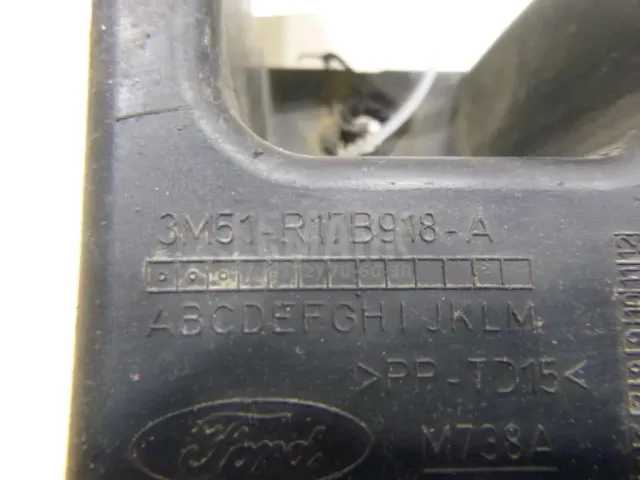 3M51-R17B918-A
ABCDEFGHIJKLM
>PP-TD15<
Ford
M738A